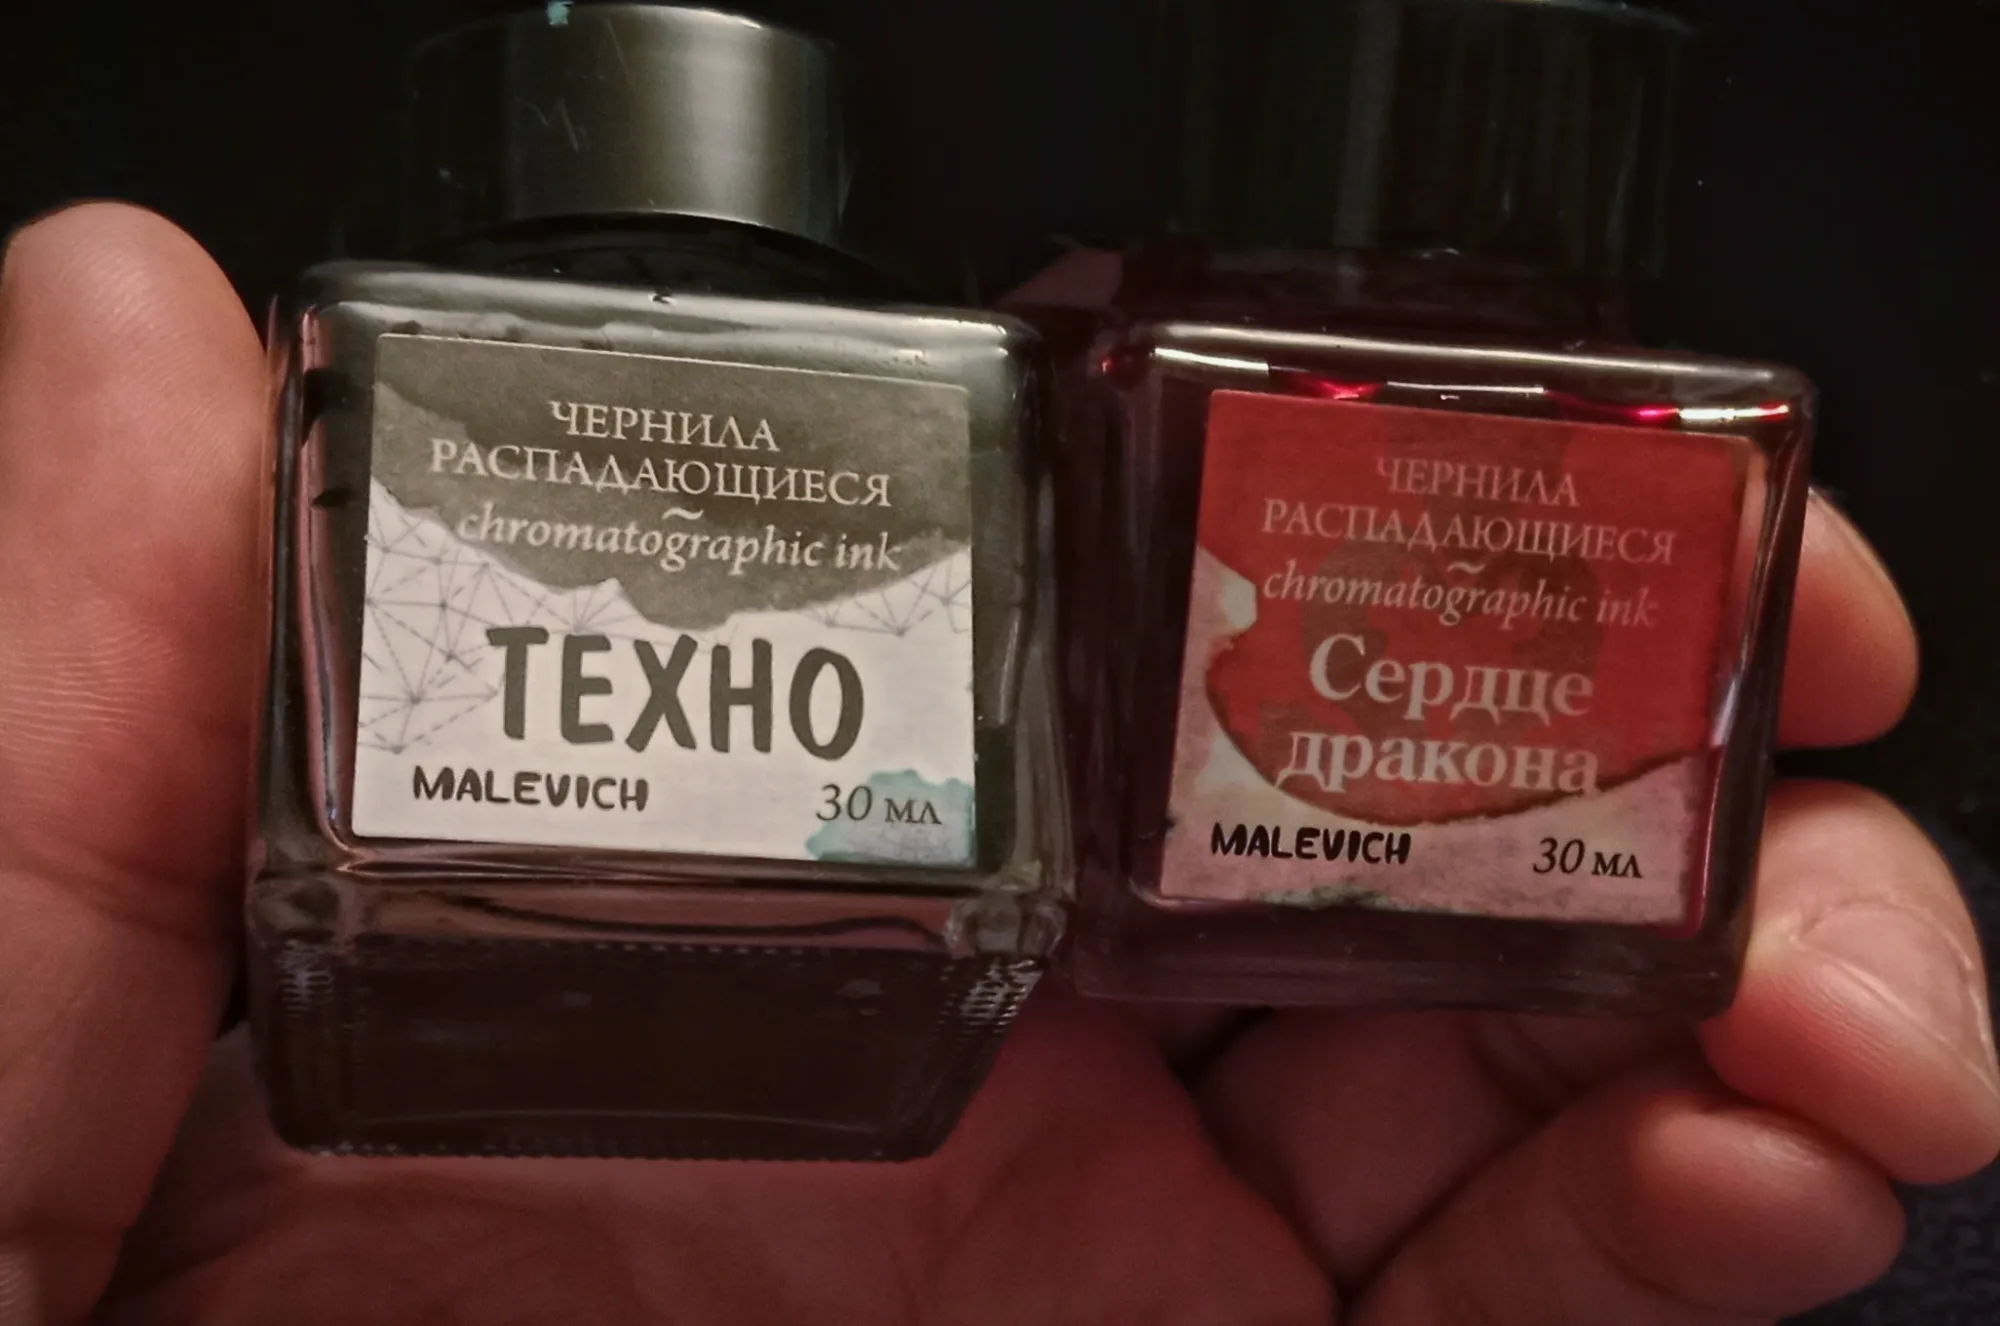 ЧЕРНИЛА
РАСПАДАЮЩИЕСЯ
~
chromatographic ink
ТЕХНО
MALEVICH
30 мл
ЧЕРНИЛА
РАСПАДАЮЩИЕСЯ
~
chromatographic ink
Сердце
дракона
MALEVICH
30 мл